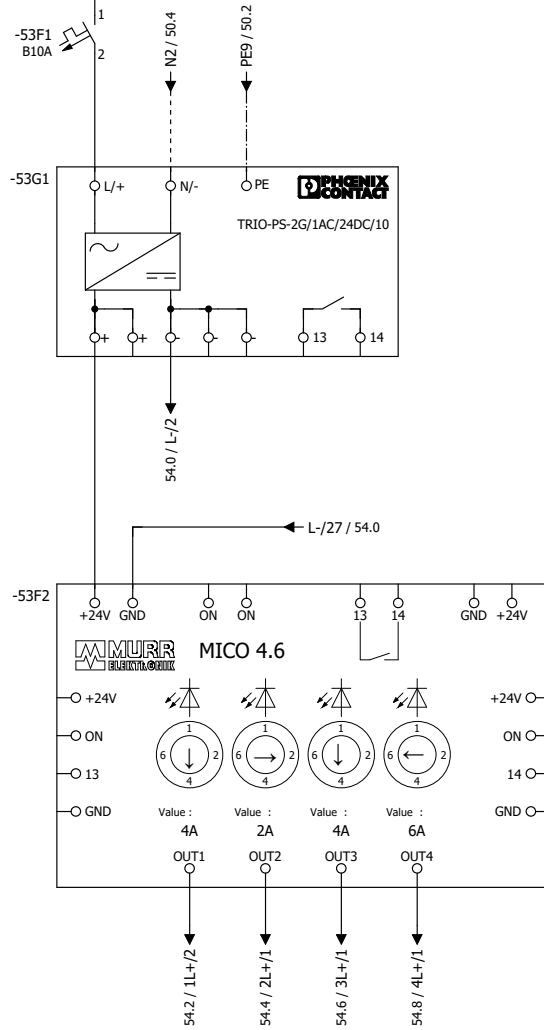 1
-53F1
B10A
2
N2 / 50.4
PE9 / 50.2
-53G1
L/+
N/-
PE
PHŒNIX
CONTACT
TRIO-PS-2G/1AC/24DC/10
+
+
-
-
-
13
14
54.0 / L-/2
L-/27 / 54.0
-53F2
+24V
GND
ON
ON
13
14
GND
+24V
MURR
ELEKTRONIK
MICO 4.6
+24V
ON
13
GND
1
2
4
6
1
2
4
6
1
2
4
6
1
2
4
6
+24V
ON
14
GND
Value :
Value :
Value :
Value :
4A
2A
4A
6A
OUT1
OUT2
OUT3
OUT4
54.2 / 1L+/2
54.4 / 2L+/1
54.6 / 3L+/1
54.8 / 4L+/1